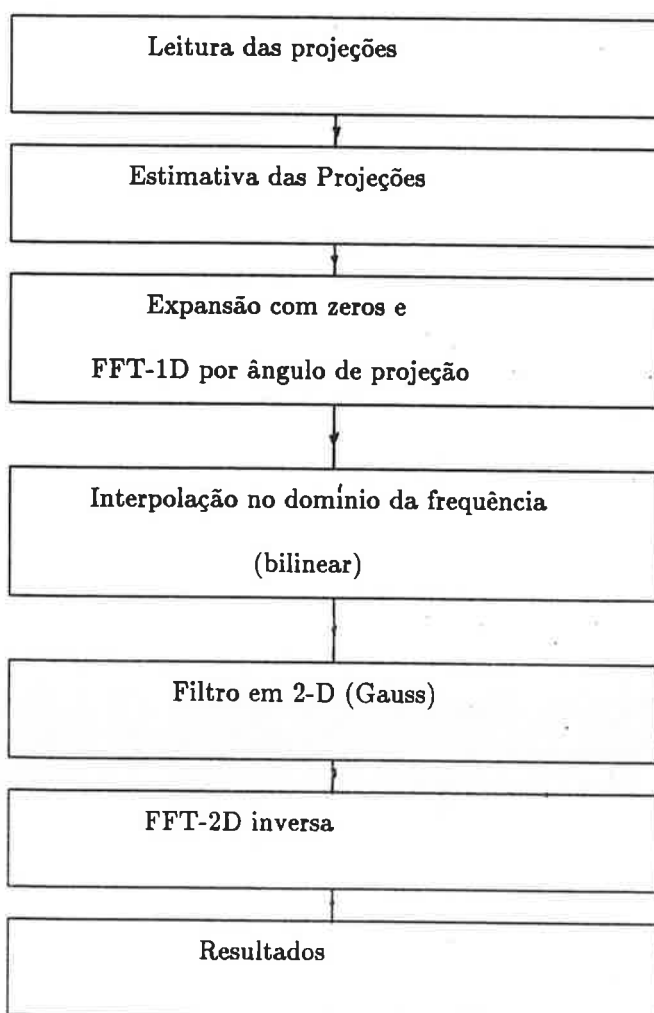 Leitura das projeções
Estimativa das Projeções
Expansão com zeros e
FFT-1D por ângulo de projeção
Interpolação no domínio da frequência
(bilinear)
Filtro em 2-D (Gauss)
FFT-2D inversa
Resultados